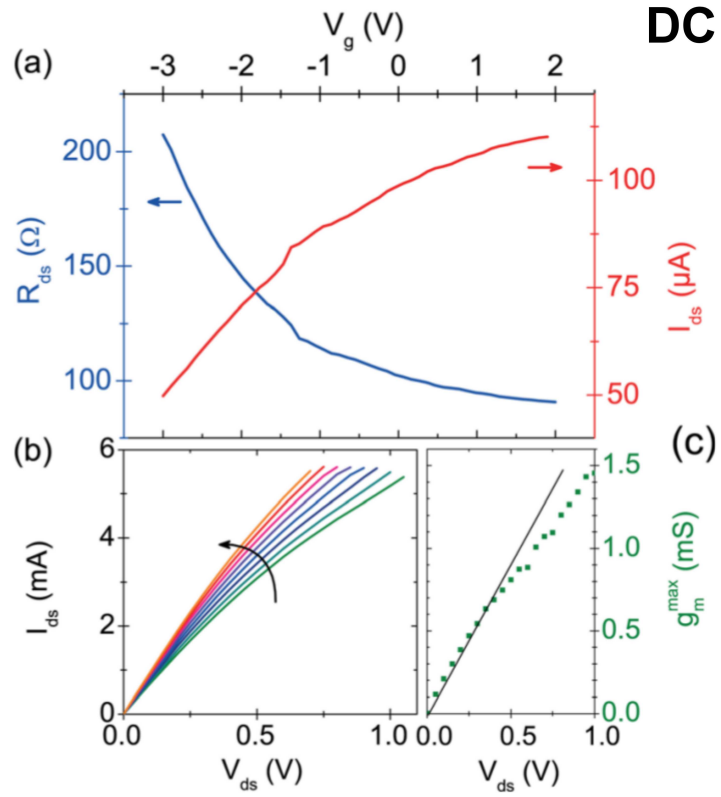 DC
V_g (V)
(a)
-3 -2 -1 0 1 2
200
150
100
R_ds (Ω)
100
75
50
I_ds (µA)
(b)
6
4
2
0
I_ds (mA)
0.0 0.5 1.0
V_ds (V)
(c)
1.5
1.0
0.5
0.0
g_m^max (mS)
0.0 0.5 1.0
V_ds (V)